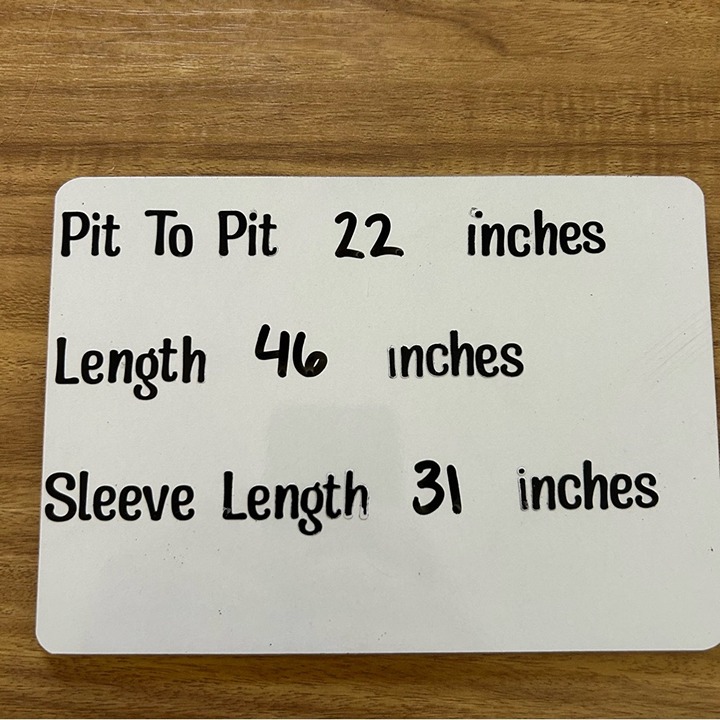 Pit To Pit 22 inches
Length 46 inches
Sleeve Length 31 inches